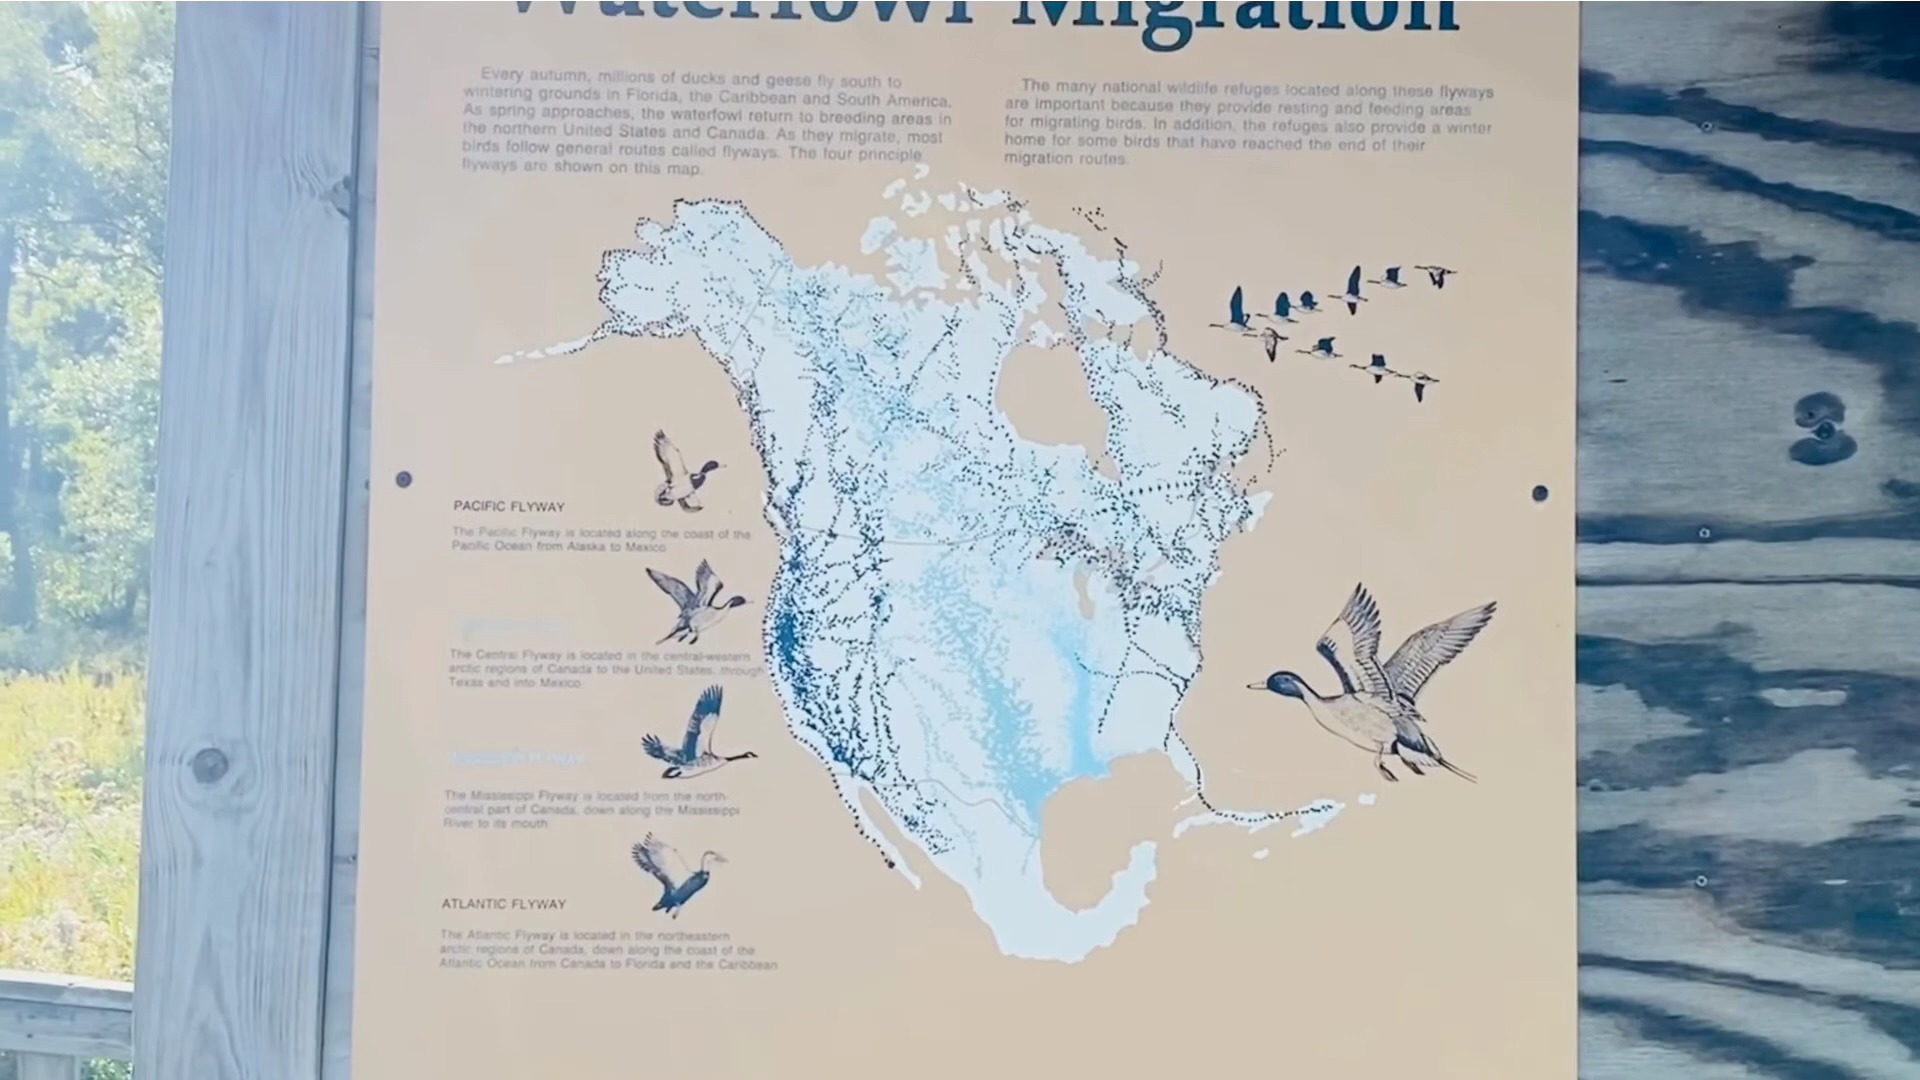 Waterfowl Migration
Every autumn, millions of ducks and geese fly south to
wintering grounds in Florida, the Caribbean and South America.
As spring approaches, the waterfowl return to breeding areas in
the northern United States and Canada. As they migrate, most
birds follow general routes called flyways. The four principle
flyways are shown on this map.
The many national wildlife refuges located along these flyways
are important because they provide resting and feeding areas
for migrating birds. In addition, the refuges also provide a winter
home for some birds that have reached the end of their
migration routes.
PACIFIC FLYWAY
The Pacific Flyway is located along the coast of the
Pacific Ocean from Alaska to Mexico
The Central Flyway is located in the central-western
arctic regions of Canada to the United States, through
Texas and into Mexico
FLYWAY
The Mississippi Flyway is located from the north-
central part of Canada, down along the Mississippi
River to its mouth
ATLANTIC FLYWAY
The Atlantic Flyway is located in the northeastern
arctic regions of Canada, down along the coast of the
Atlantic Ocean from Canada to Florida and the Caribbean